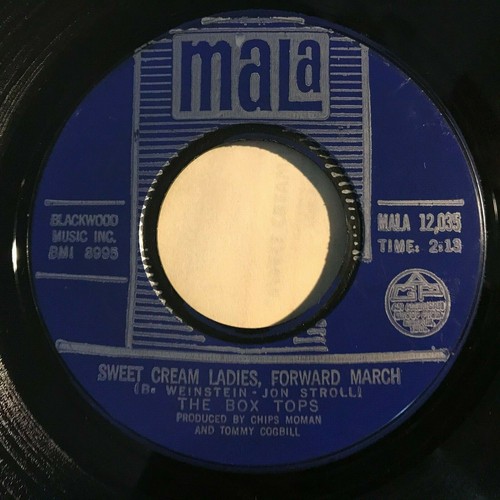 mala
BLACKWOOD
MUSIC INC.
BMI 8995
MALA 12,035
TIME: 2:13
SWEET CREAM LADIES, FORWARD MARCH
(B. WEINSTEIN - JON STROLL)
THE BOX TOPS
PRODUCED BY CHIPS MOMAN
AND TOMMY COGBILL